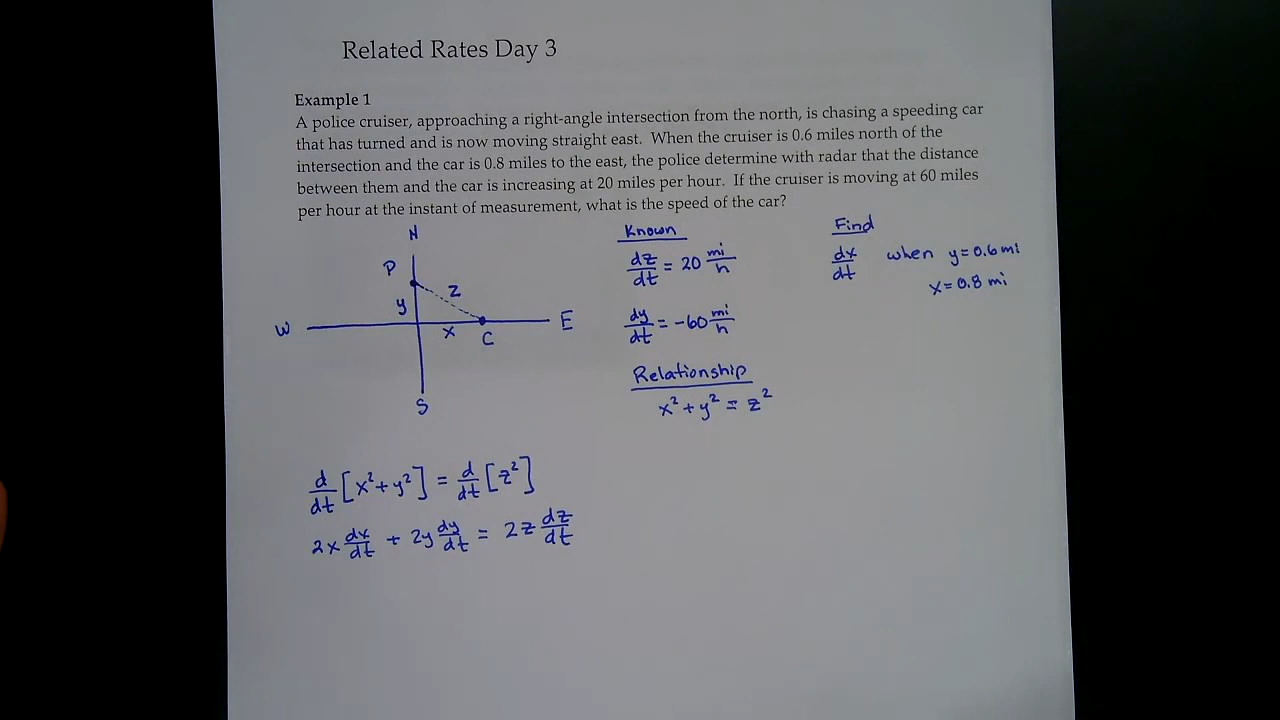 Related Rates Day 3
Example 1
A police cruiser, approaching a right-angle intersection from the north, is chasing a speeding car
that has turned and is now moving straight east. When the cruiser is 0.6 miles north of the
intersection and the car is 0.8 miles to the east, the police determine with radar that the distance
between them and the car is increasing at 20 miles per hour. If the cruiser is moving at 60 miles
per hour at the instant of measurement, what is the speed of the car?
N
P
y
z
W
x
C
E
S
Known
dz/dt = 20 mi/h
dy/dt = -60 mi/h
Relationship
x² + y² = z²
Find
dx/dt when y = 0.6 mi
x = 0.8 mi
d/dt [x² + y²] = d/dt [z²]
2x dx/dt + 2y dy/dt = 2z dz/dt